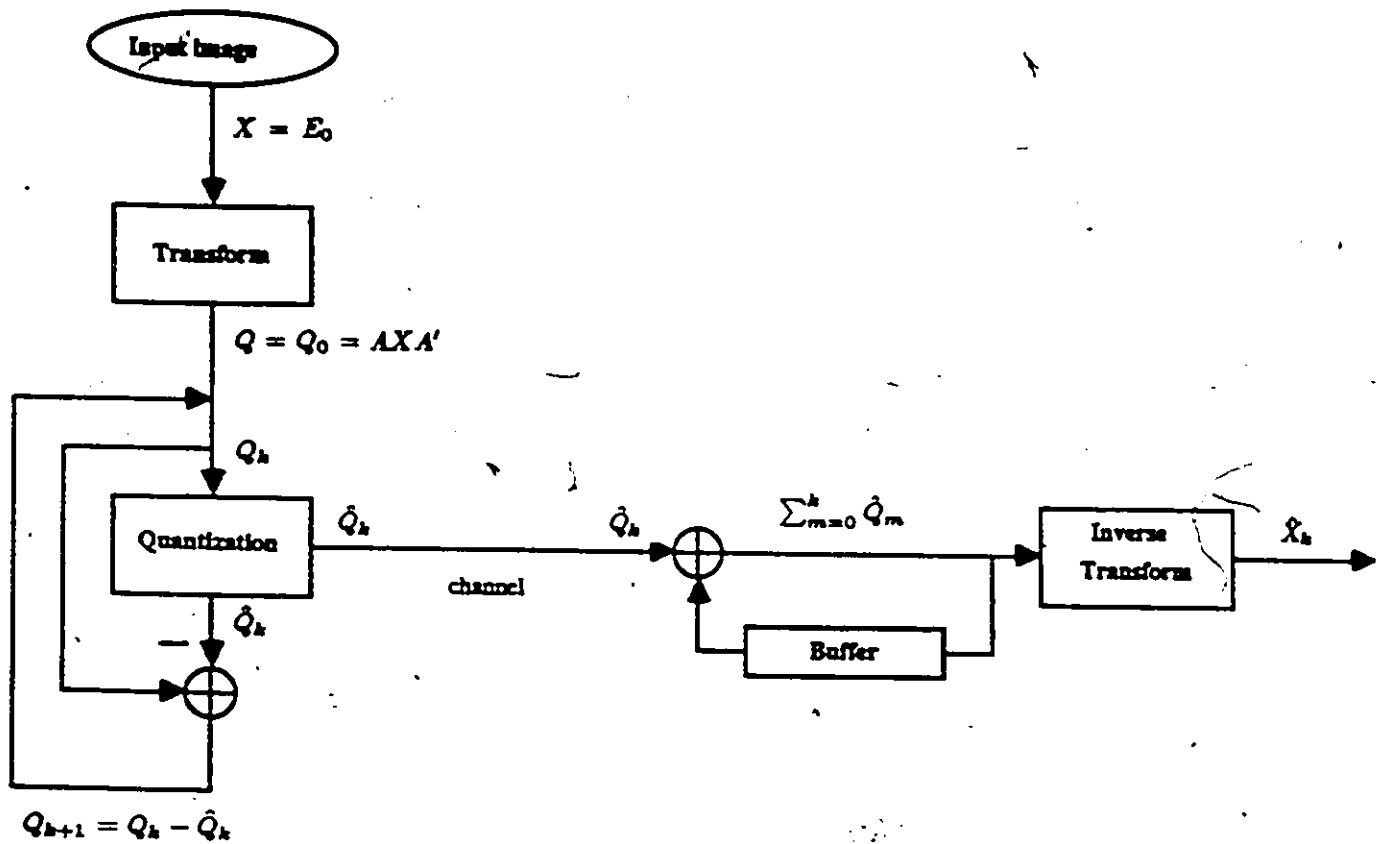 Input image
X = E₀
Transform
Q = Q₀ = AXA′
Qₖ
Quantization
Q̂ₖ
Q̂ₖ
channel
Q̂ₖ
∑ₘ₌₀ᵏ Q̂ₘ
Inverse
Transform
X̂ₖ
Buffer
−
Qₖ₊₁ = Qₖ − Q̂ₖ